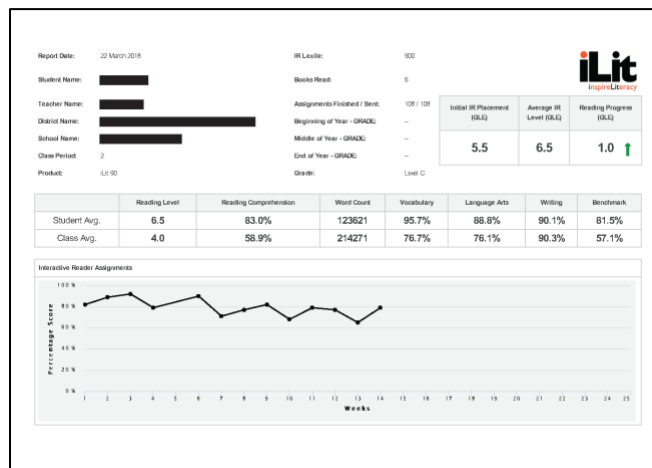 Report Date: 22 March 2018 IR Lexile: 900
Student Name: Books Read: 6
Teacher Name: Assignments Finished / Sent: 108 / 108
District Name: Beginning of Year - GRADE: --
School Name: Middle of Year - GRADE: --
Class Period: 2 End of Year - GRADE: --
Product: iLit 90 Grade: Level C
iLit
inspireLiteracy
Initial IR Placement (GLE) Average IR Level (GLE) Reading Progress (GLE)
5.5 6.5 1.0
Reading Level Reading Comprehension Word Count Vocabulary Language Arts Writing Benchmark
Student Avg. 6.5 83.0% 123621 95.7% 88.8% 90.1% 81.5%
Class Avg. 4.0 58.9% 214271 76.7% 76.1% 90.3% 57.1%
Interactive Reader Assignments
Percentage Score
100 %
80 %
60 %
40 %
20 %
0 %
1 2 3 4 5 6 7 8 9 10 11 12 13 14 15 16 17 18 19 20 21 22 23 24 25
Weeks